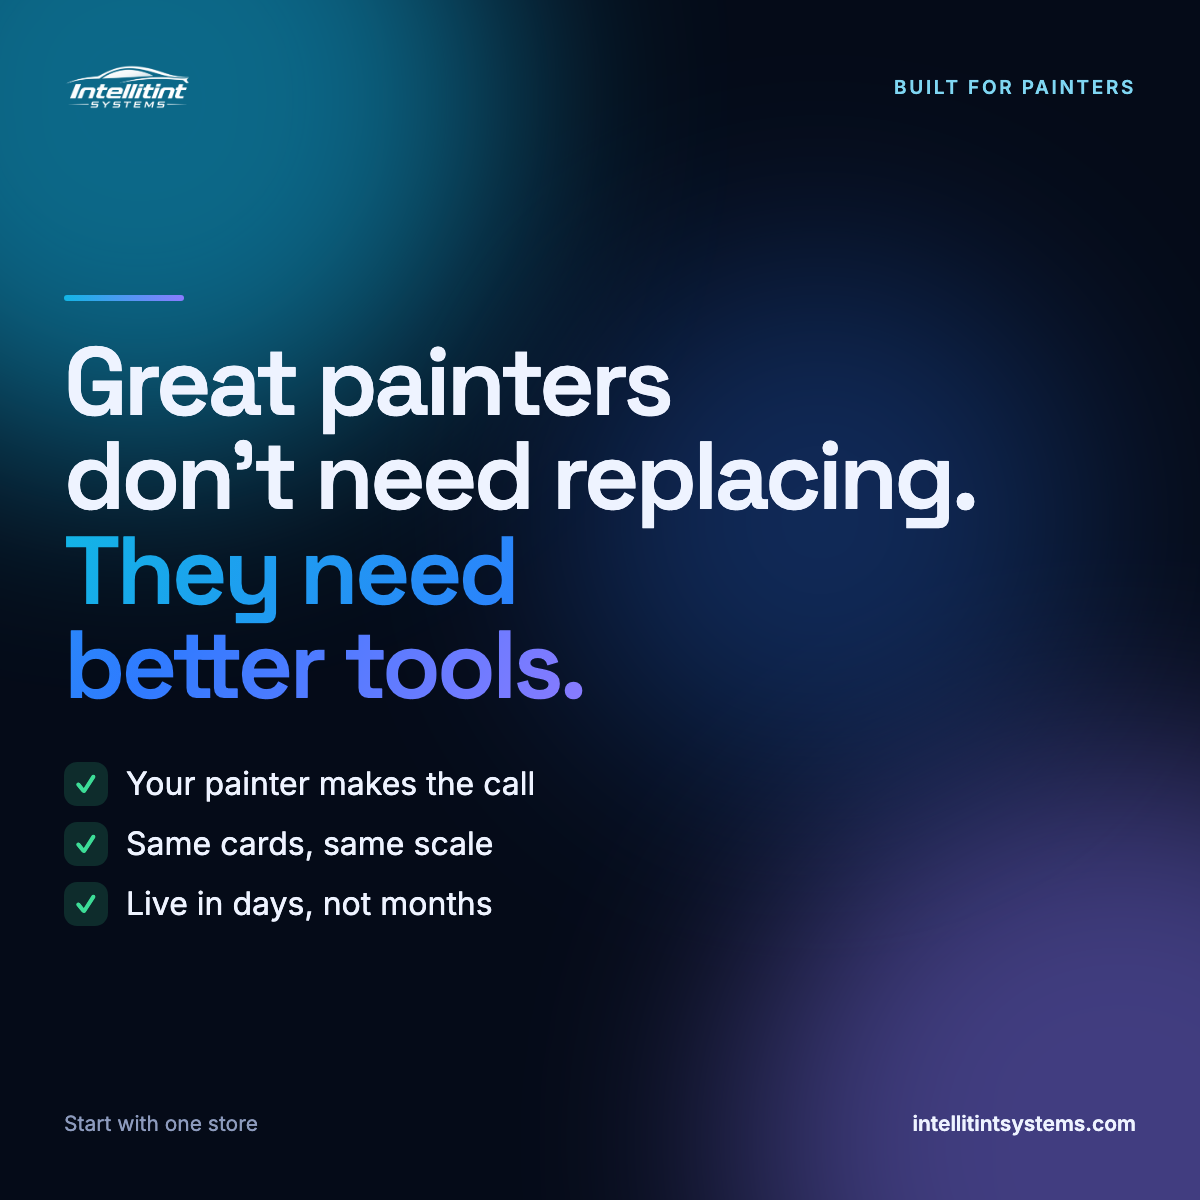 Intellitint
SYSTEMS
BUILT FOR PAINTERS
Great painters
don’t need replacing.
They need
better tools.
Your painter makes the call
Same cards, same scale
Live in days, not months
Start with one store
intellitintsystems.com